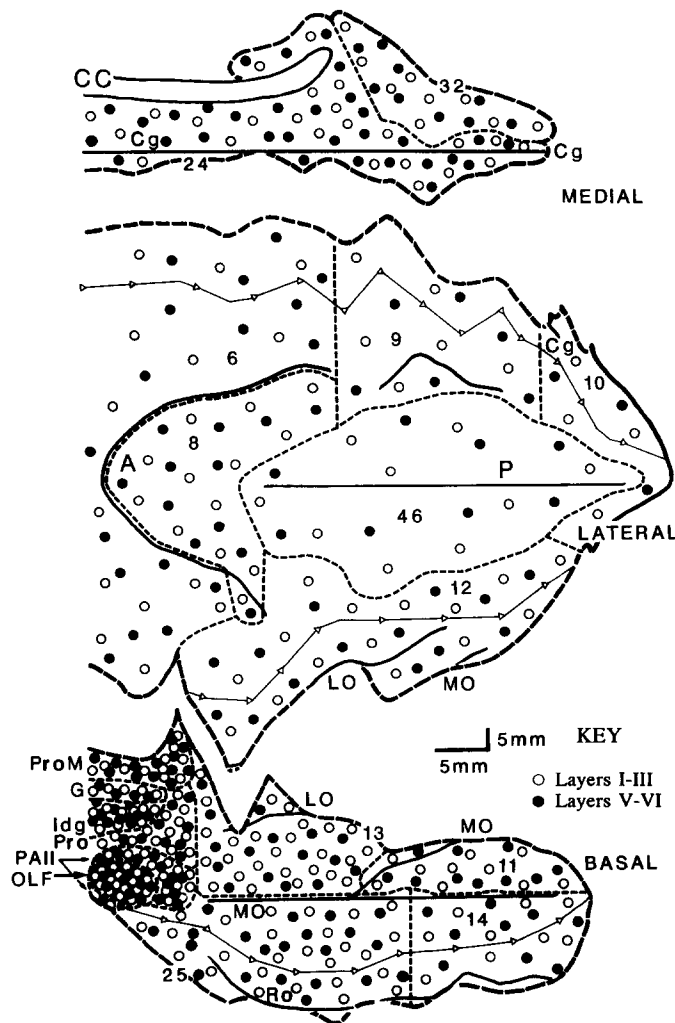 CC
32
Cg
Cg
24
MEDIAL
6
9
Cg
10
8
A
P
46
LATERAL
12
LO
MO
5mm
5mm
KEY
Layers I-III
Layers V-VI
ProM
G
Idg
Pro
PAII
OLF
LO
13
MO
11
BASAL
MO
14
25
Ro